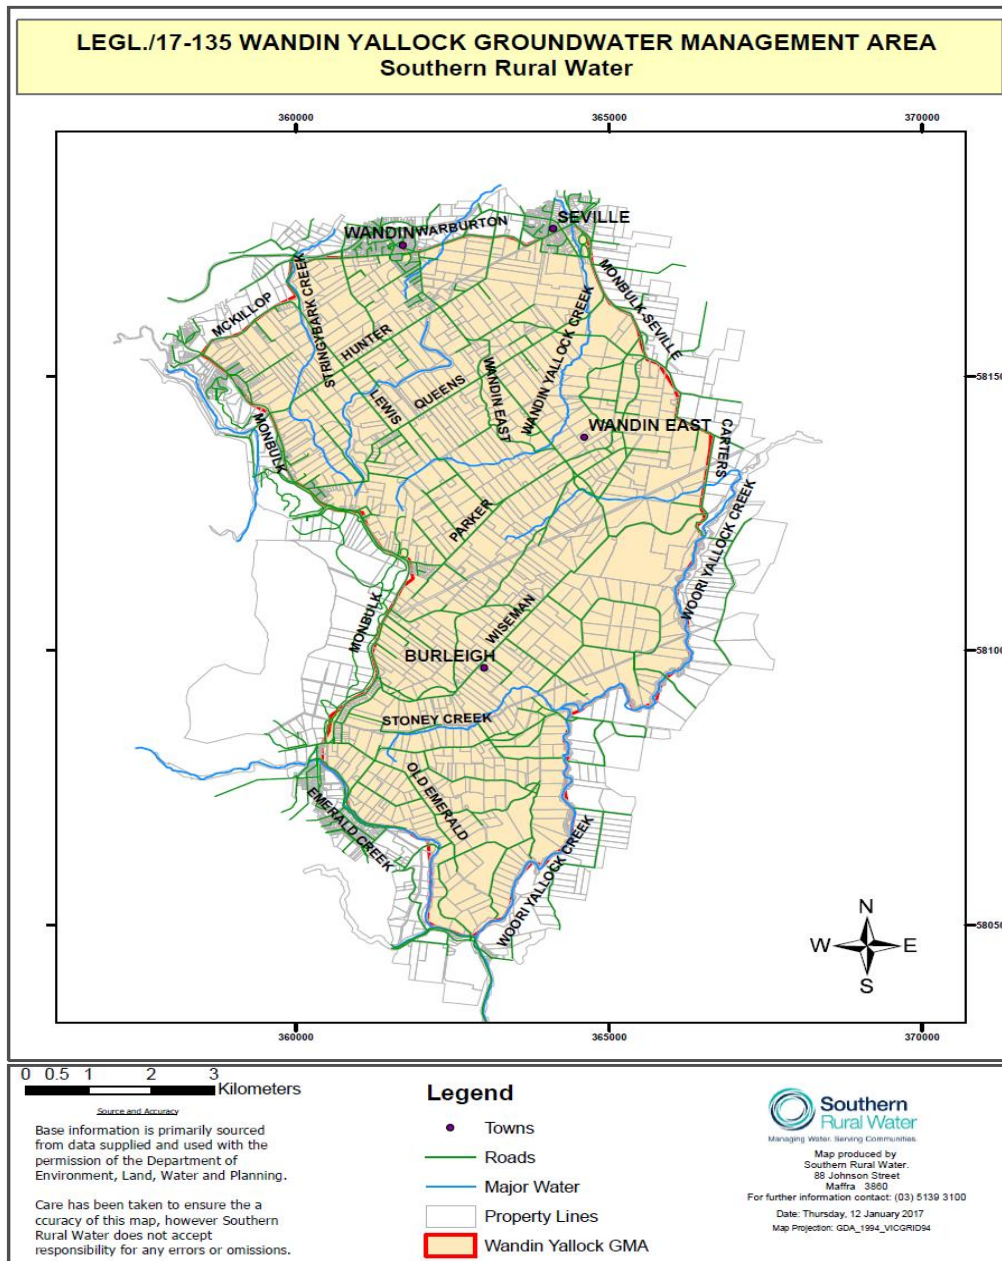 LEGL./17-135 WANDIN YALLOCK GROUNDWATER MANAGEMENT AREA
Southern Rural Water
360000
365000
370000
SEVILLE
WANDIN
WARBURTON
MONBULK-SEVILLE
MCKILLOP
STRINGYBARK CREEK
HUNTER
WANDIN YALLOCK CREEK
58150
LEWIS
QUEENS
WANDIN EAST
WANDIN EAST
CARTERS
MONBULK
PARKER
WOORI YALLOCK CREEK
MONBULK
WISEMAN
58100
BURLEIGH
STONEY CREEK
OLD EMERALD
EMERALD CREEK
WOORI YALLOCK CREEK
58050
N
W
E
S
360000
365000
370000
0 0.5 1 2 3
Kilometers
Source and Accuracy
Base information is primarily sourced
from data supplied and used with the
permission of the Department of
Environment, Land, Water and Planning.
Care has been taken to ensure the a
ccuracy of this map, however Southern
Rural Water does not accept
responsibility for any errors or omissions.
Legend
Towns
Roads
Major Water
Property Lines
Wandin Yallock GMA
Southern
Rural Water
Managing Water. Serving Communities.
Map produced by
Southern Rural Water.
88 Johnson Street
Maffra 3860
For further information contact: (03) 5139 3100
Date: Thursday, 12 January 2017
Map Projection: GDA_1994_VICGRID94